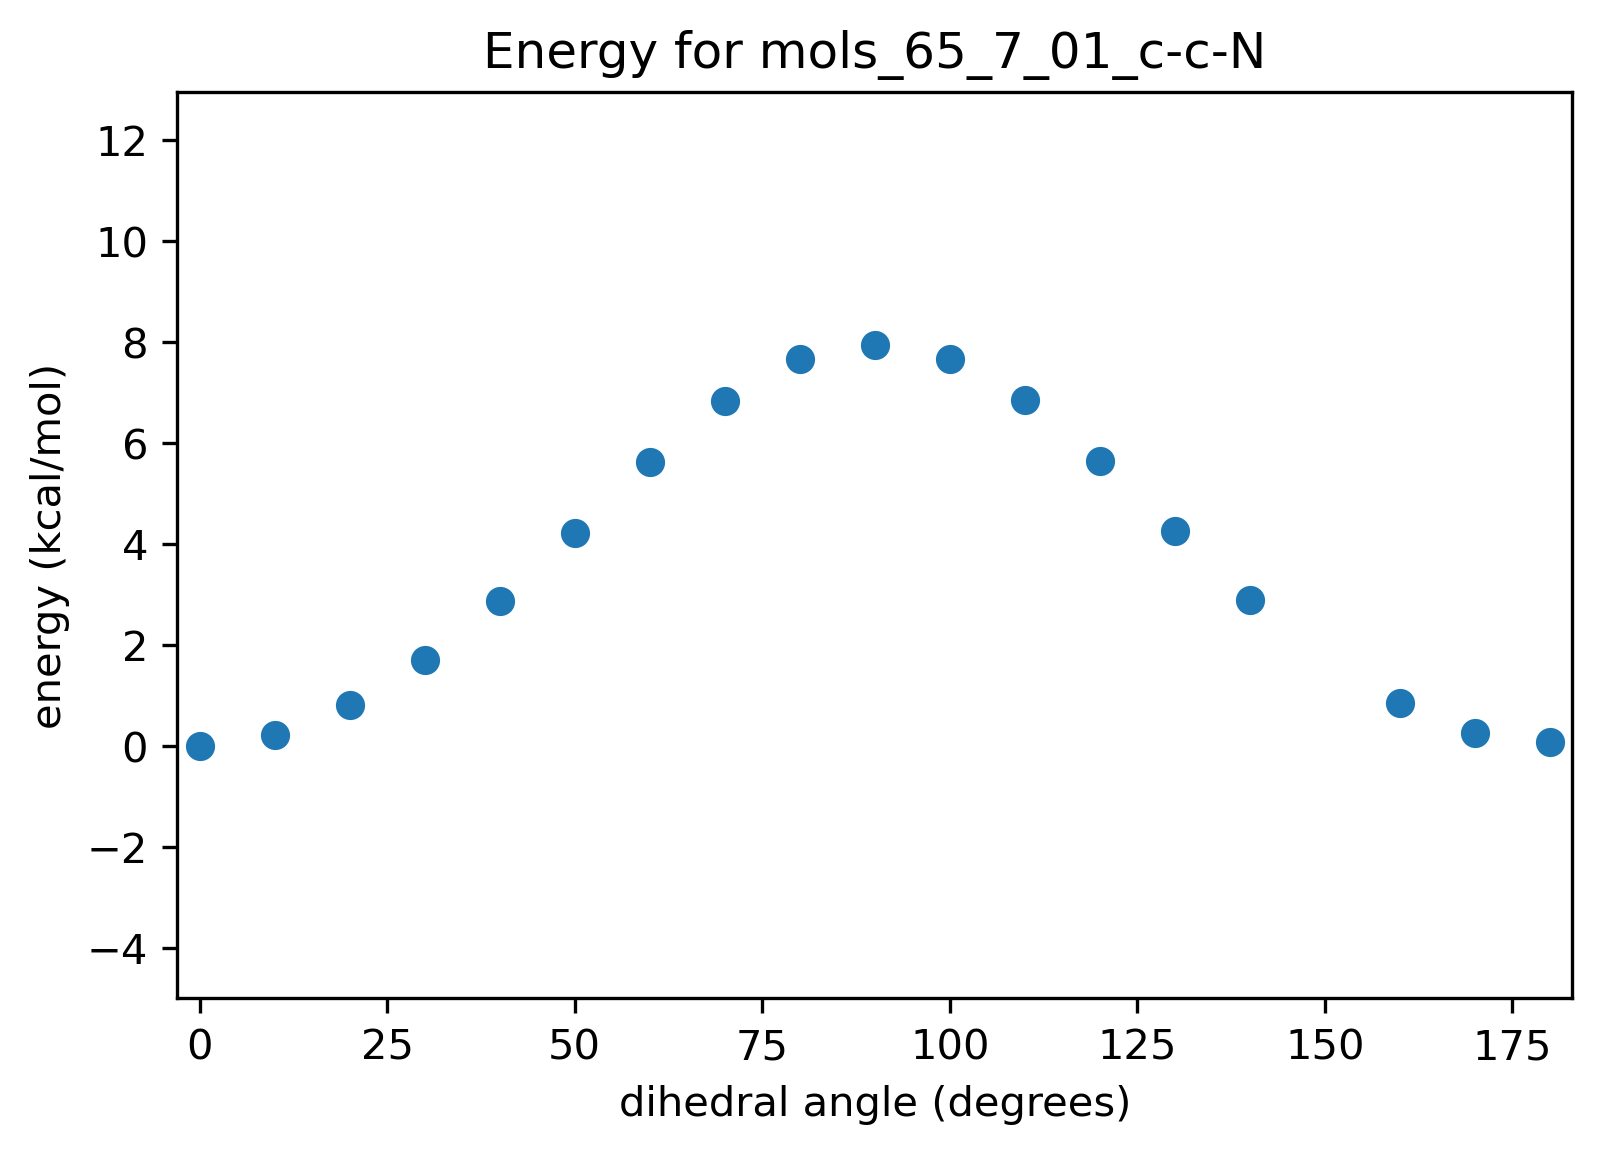 Energy for mols_65_7_01_c-c-N
12
10
8
6
4
2
0
−2
−4
energy (kcal/mol)
0 25 50 75 100 125 150 175
dihedral angle (degrees)